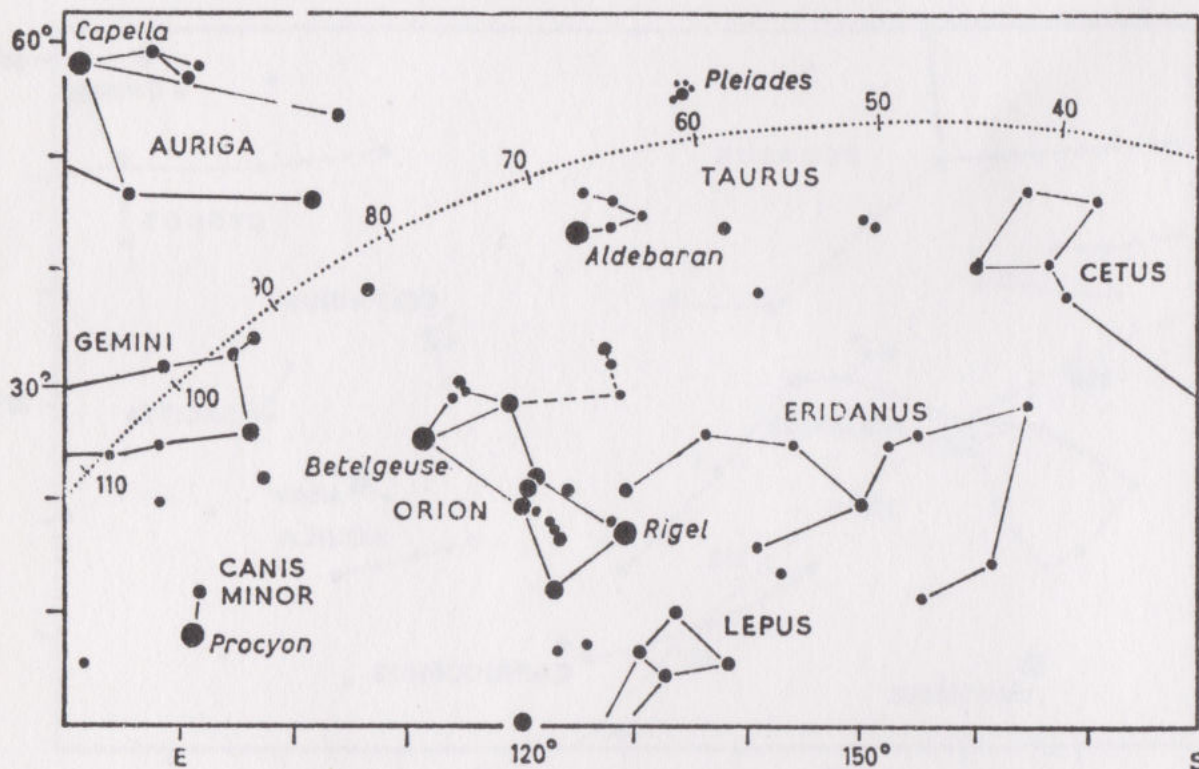 60°
Capella
Pleiades
50
40
60
AURIGA
70
TAURUS
80
Aldebaran
CETUS
90
GEMINI
30°
100
ERIDANUS
Betelgeuse
110
ORION
Rigel
CANIS
MINOR
LEPUS
Procyon
E
120°
150°
S